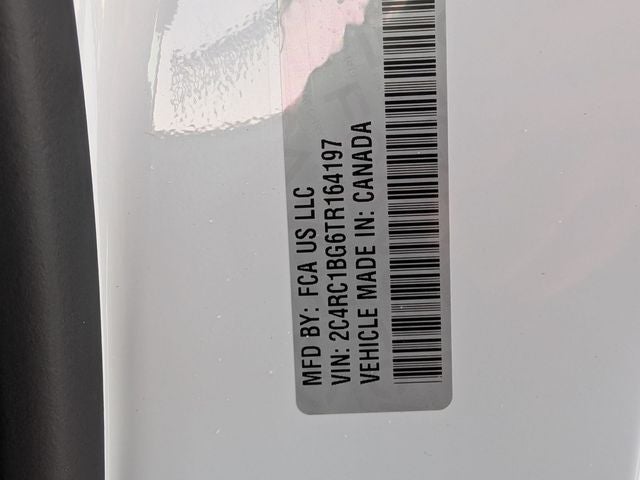 MFD BY: FCA US LLC
VIN: 2C4RC1BG6TR164197
VEHICLE MADE IN: CANADA